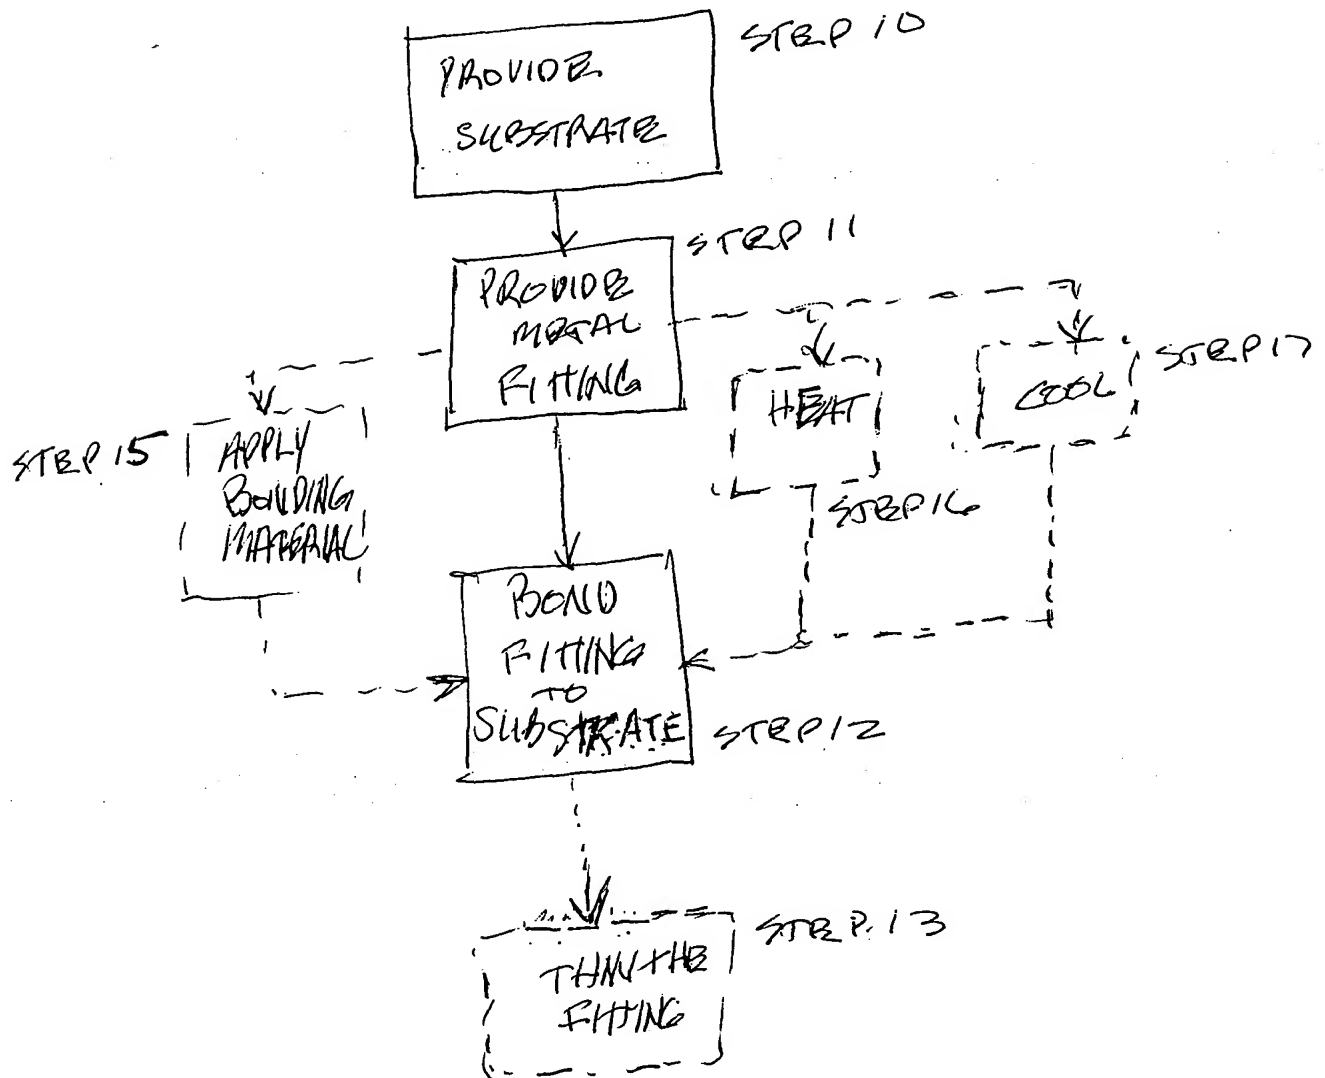 STEP 10
PROVIDE
SUBSTRATE
STEP 11
PROVIDE
METAL
FITTING
STEP 17
COOL
HEAT
STEP 16
STEP 15
APPLY
BONDING
MATERIAL
BOND
FITTING
TO
SUBSTRATE
STEP 12
STEP 13
THIN THE
FITTING